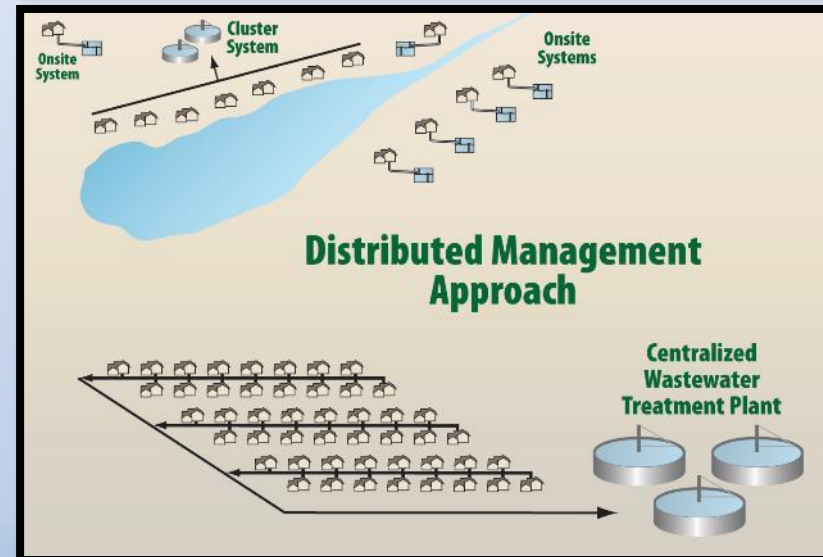 Onsite
System
Cluster
System
Onsite
Systems
Distributed Management
Approach
Centralized
Wastewater
Treatment Plant